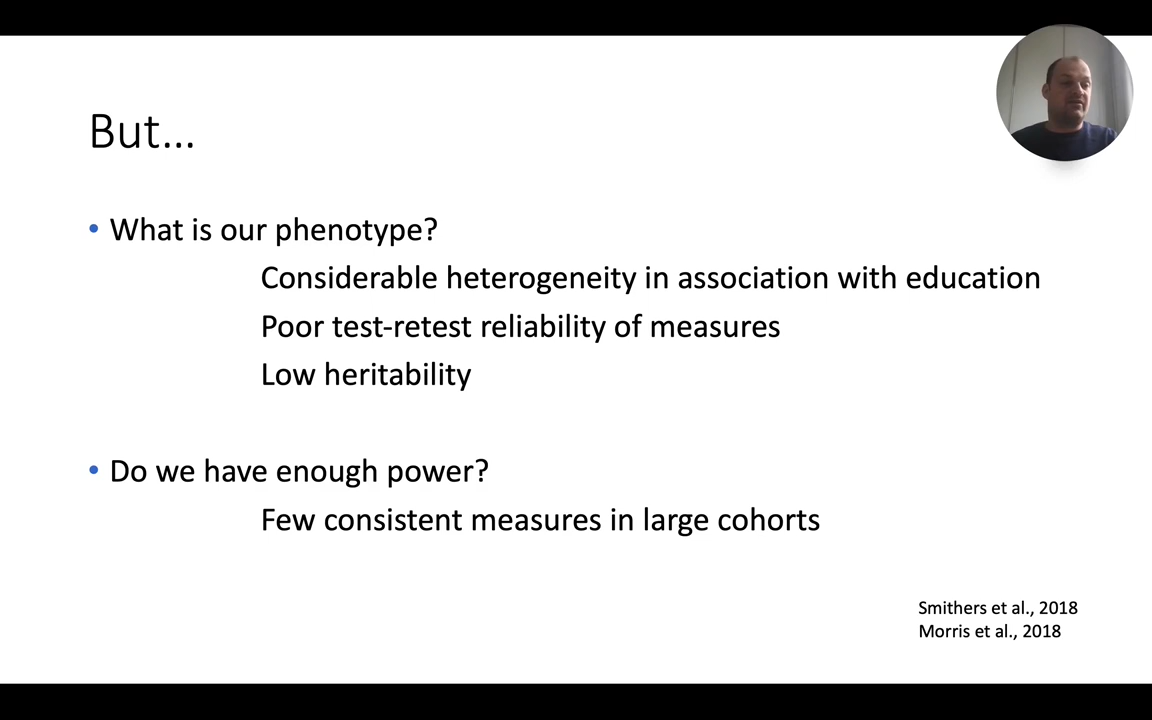 But...
• What is our phenotype?
Considerable heterogeneity in association with education
Poor test-retest reliability of measures
Low heritability
• Do we have enough power?
Few consistent measures in large cohorts
Smithers et al., 2018
Morris et al., 2018